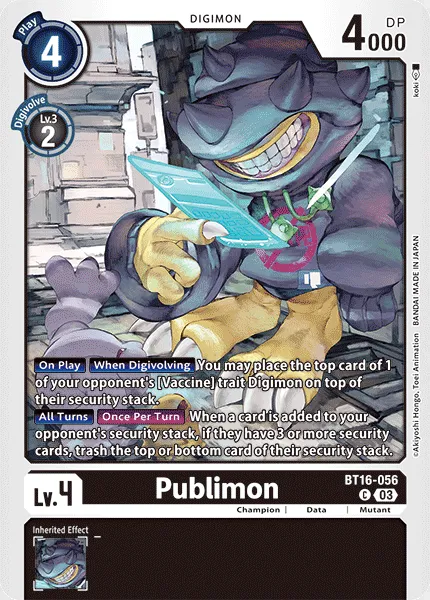 DIGIMON
Play
4
4000
DP
Digivolve
Lv.3
2
koki
©Akiyoshi Hongo, Toei Animation BANDAI MADE IN JAPAN
On Play When Digivolving You may place the top card of 1
of your opponent's [Vaccine] trait Digimon on top of
their security stack.
All Turns Once Per Turn When a card is added to your
opponent's security stack, if they have 3 or more security
cards, trash the top or bottom card of their security stack.
BT16-056
Lv.4
Publimon
C 03
Champion | Data | Mutant
Inherited Effect
–